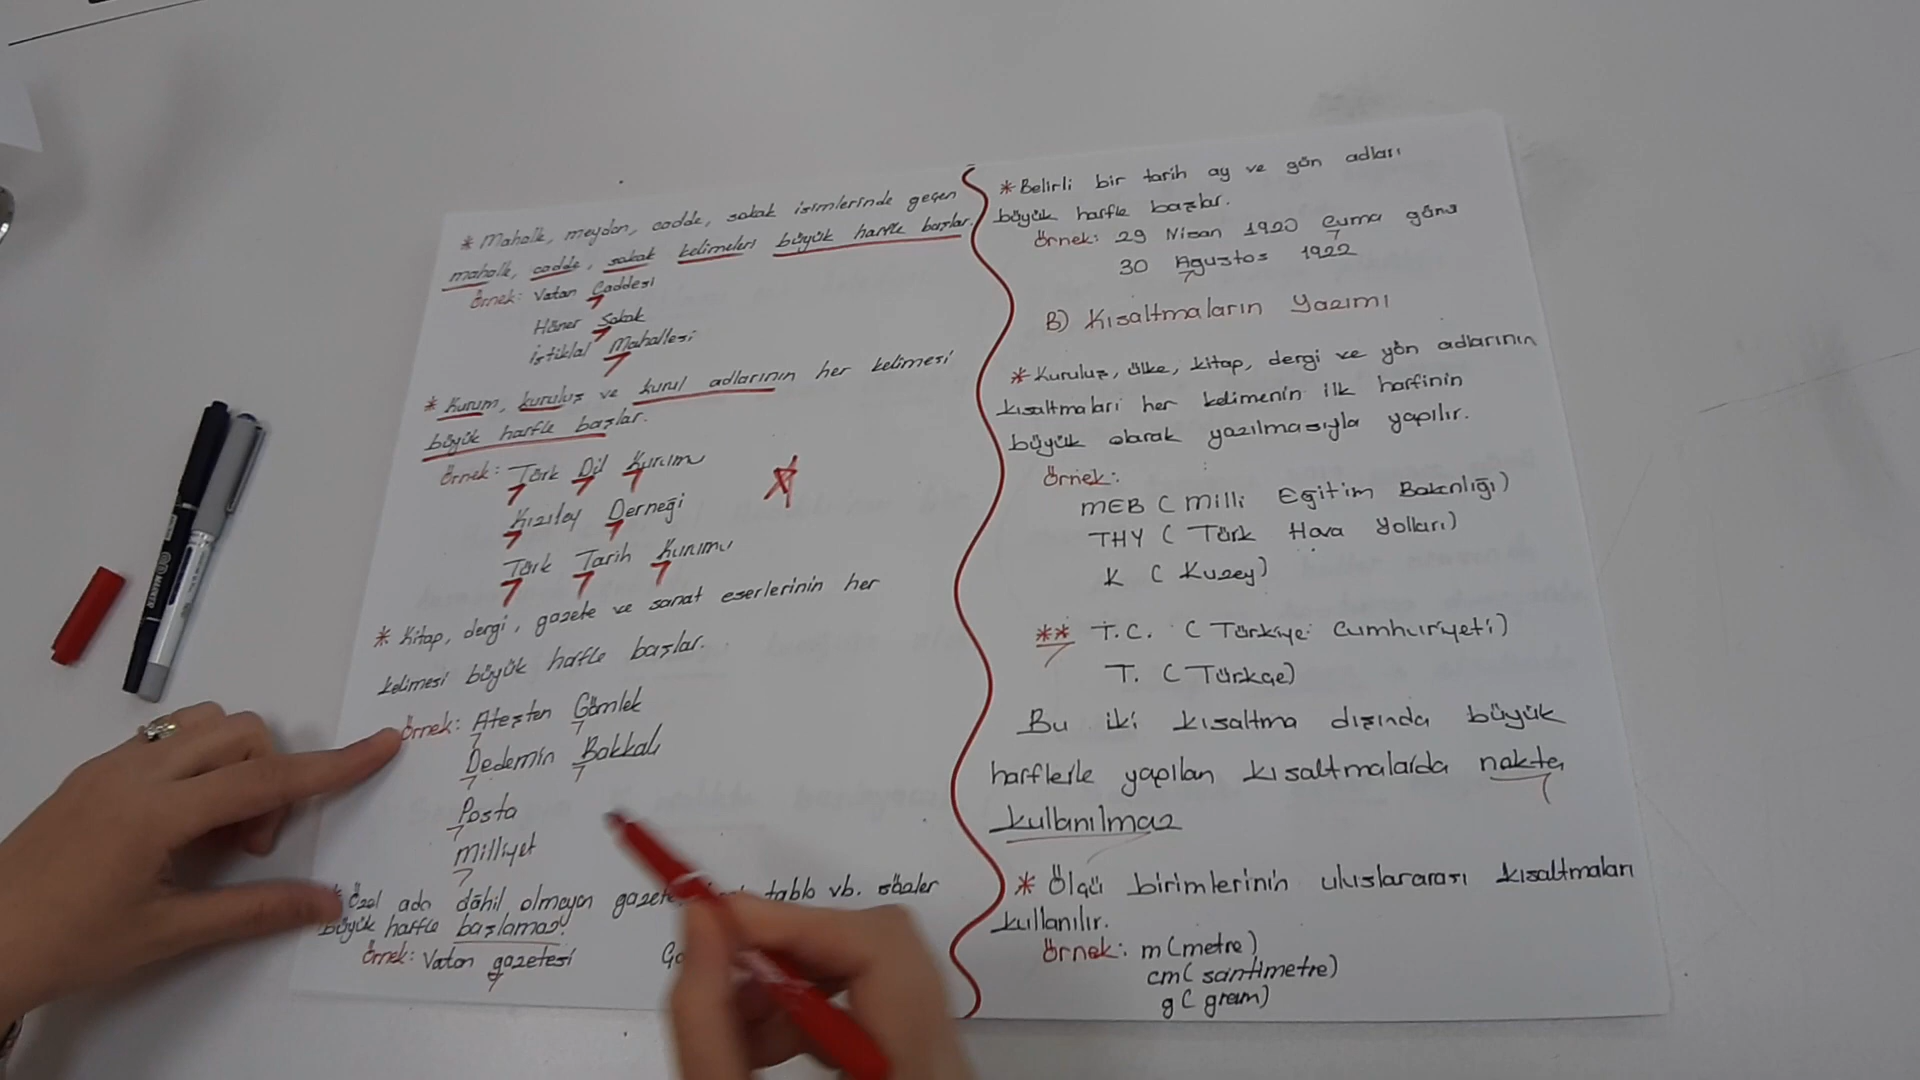 * Mahalle, meydan, cadde, sokak isimlerinde geçen
mahalle, cadde, sokak kelimeleri büyük harfle başlar.
Örnek: Vatan Caddesi
Höner Sokak
İstiklal Mahallesi
* Kurum, kuruluş ve kurul adlarının her kelimesi
büyük harfle başlar.
Örnek: Türk Dil Kurumu
Kızılay Derneği
Türk Tarih Kurumu
* Kitap, dergi, gazete ve sanat eserlerinin her
kelimesi büyük harfle başlar.
Örnek: Ateşten Gömlek
Dedemin Bakkalı
Posta
Milliyet
* Özel ada dâhil olmayan gazete, tablo vb. sözler
büyük harfle başlamaz.
Örnek: Vatan gazetesi
* Belirli bir tarih ay ve gün adları
büyük harfle başlar.
Örnek: 29 Nisan 1920 Cuma günü
30 Agustos 1922
B) Kısaltmaların Yazımı
* Kuruluş, ülke, kitap, dergi ve yön adlarının
kısaltmaları her kelimenin ilk harfinin
büyük olarak yazılmasıyla yapılır.
Örnek:
MEB ( Milli Eğitim Bakanlığı)
THY ( Türk Hava Yolları)
K ( Kuzey)
** T.C. ( Türkiye Cumhuriyeti)
T. ( Türkçe)
Bu iki kısaltma dışında büyük
harflerle yapılan kısaltmalarda nokta
kullanılmaz
* Ölçü birimlerinin uluslararası kısaltmaları
kullanılır.
Örnek: m (metre)
cm( santimetre)
g ( gram)